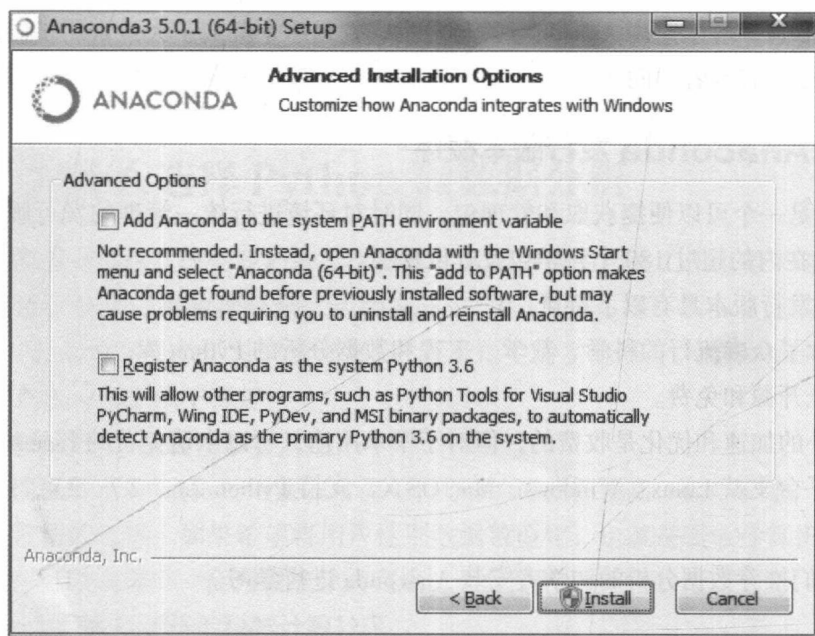 Anaconda3 5.0.1 (64-bit) Setup
ANACONDA
Advanced Installation Options
Customize how Anaconda integrates with Windows
Advanced Options
Add Anaconda to the system PATH environment variable
Not recommended. Instead, open Anaconda with the Windows Start
menu and select "Anaconda (64-bit)". This "add to PATH" option makes
Anaconda get found before previously installed software, but may
cause problems requiring you to uninstall and reinstall Anaconda.
Register Anaconda as the system Python 3.6
This will allow other programs, such as Python Tools for Visual Studio
PyCharm, Wing IDE, PyDev, and MSI binary packages, to automatically
detect Anaconda as the primary Python 3.6 on the system.
Anaconda, Inc.
< Back
Install
Cancel